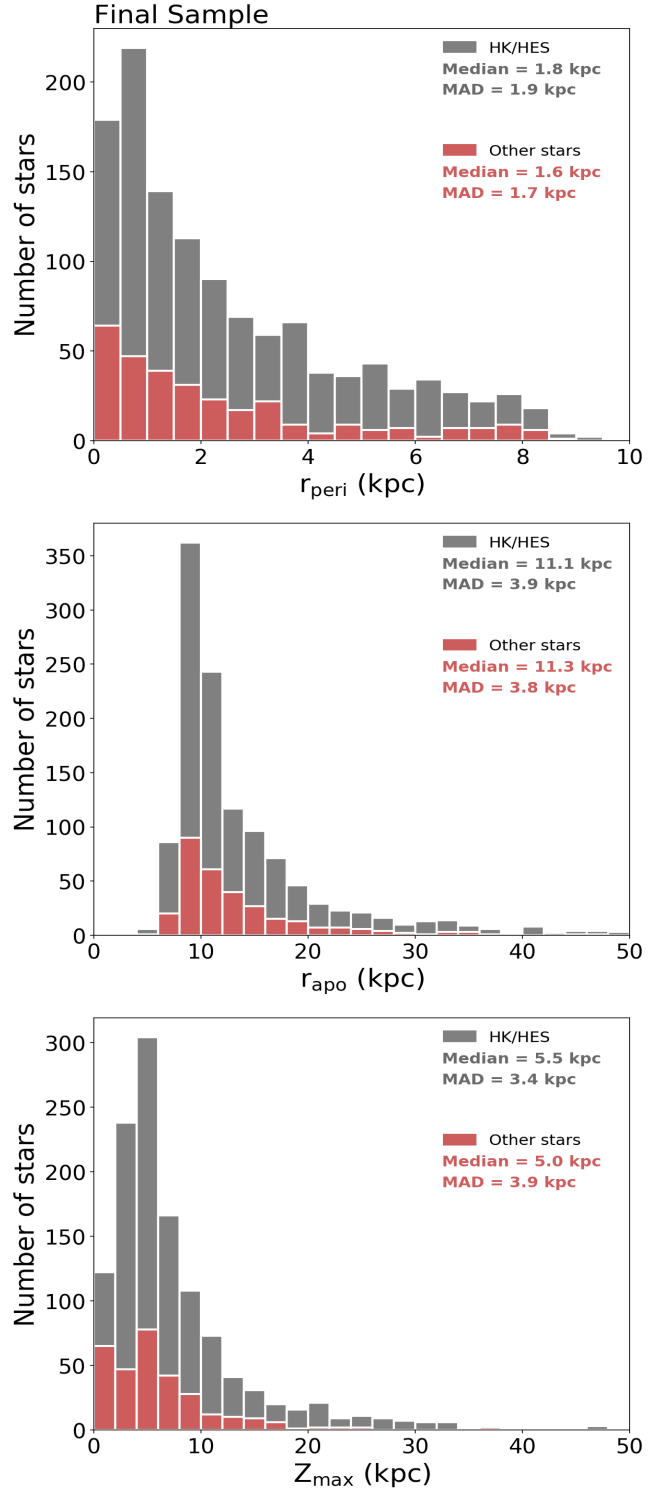 Final Sample
HK/HES
Median = 1.8 kpc
MAD = 1.9 kpc
Other stars
Median = 1.6 kpc
MAD = 1.7 kpc
Number of stars
200
150
100
50
0
0 2 4 6 8 10
r_peri (kpc)
HK/HES
Median = 11.1 kpc
MAD = 3.9 kpc
Other stars
Median = 11.3 kpc
MAD = 3.8 kpc
Number of stars
350
300
250
200
150
100
50
0
0 10 20 30 40 50
r_apo (kpc)
HK/HES
Median = 5.5 kpc
MAD = 3.4 kpc
Other stars
Median = 5.0 kpc
MAD = 3.9 kpc
Number of stars
300
250
200
150
100
50
0
0 10 20 30 40 50
Z_max (kpc)